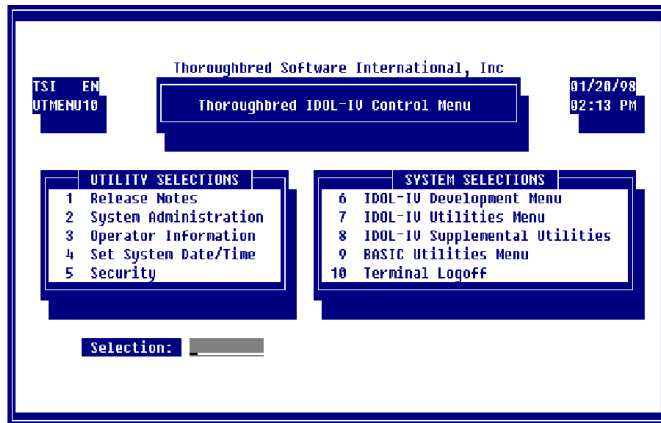 Thoroughbred Software International, Inc
TSI EN
UTMENU10
Thoroughbred IDOL-IV Control Menu
01/20/98
02:13 PM
UTILITY SELECTIONS
1 Release Notes
2 System Administration
3 Operator Information
4 Set System Date/Time
5 Security
SYSTEM SELECTIONS
6 IDOL-IV Development Menu
7 IDOL-IV Utilities Menu
8 IDOL-IV Supplemental Utilities
9 BASIC Utilities Menu
10 Terminal Logoff
Selection: